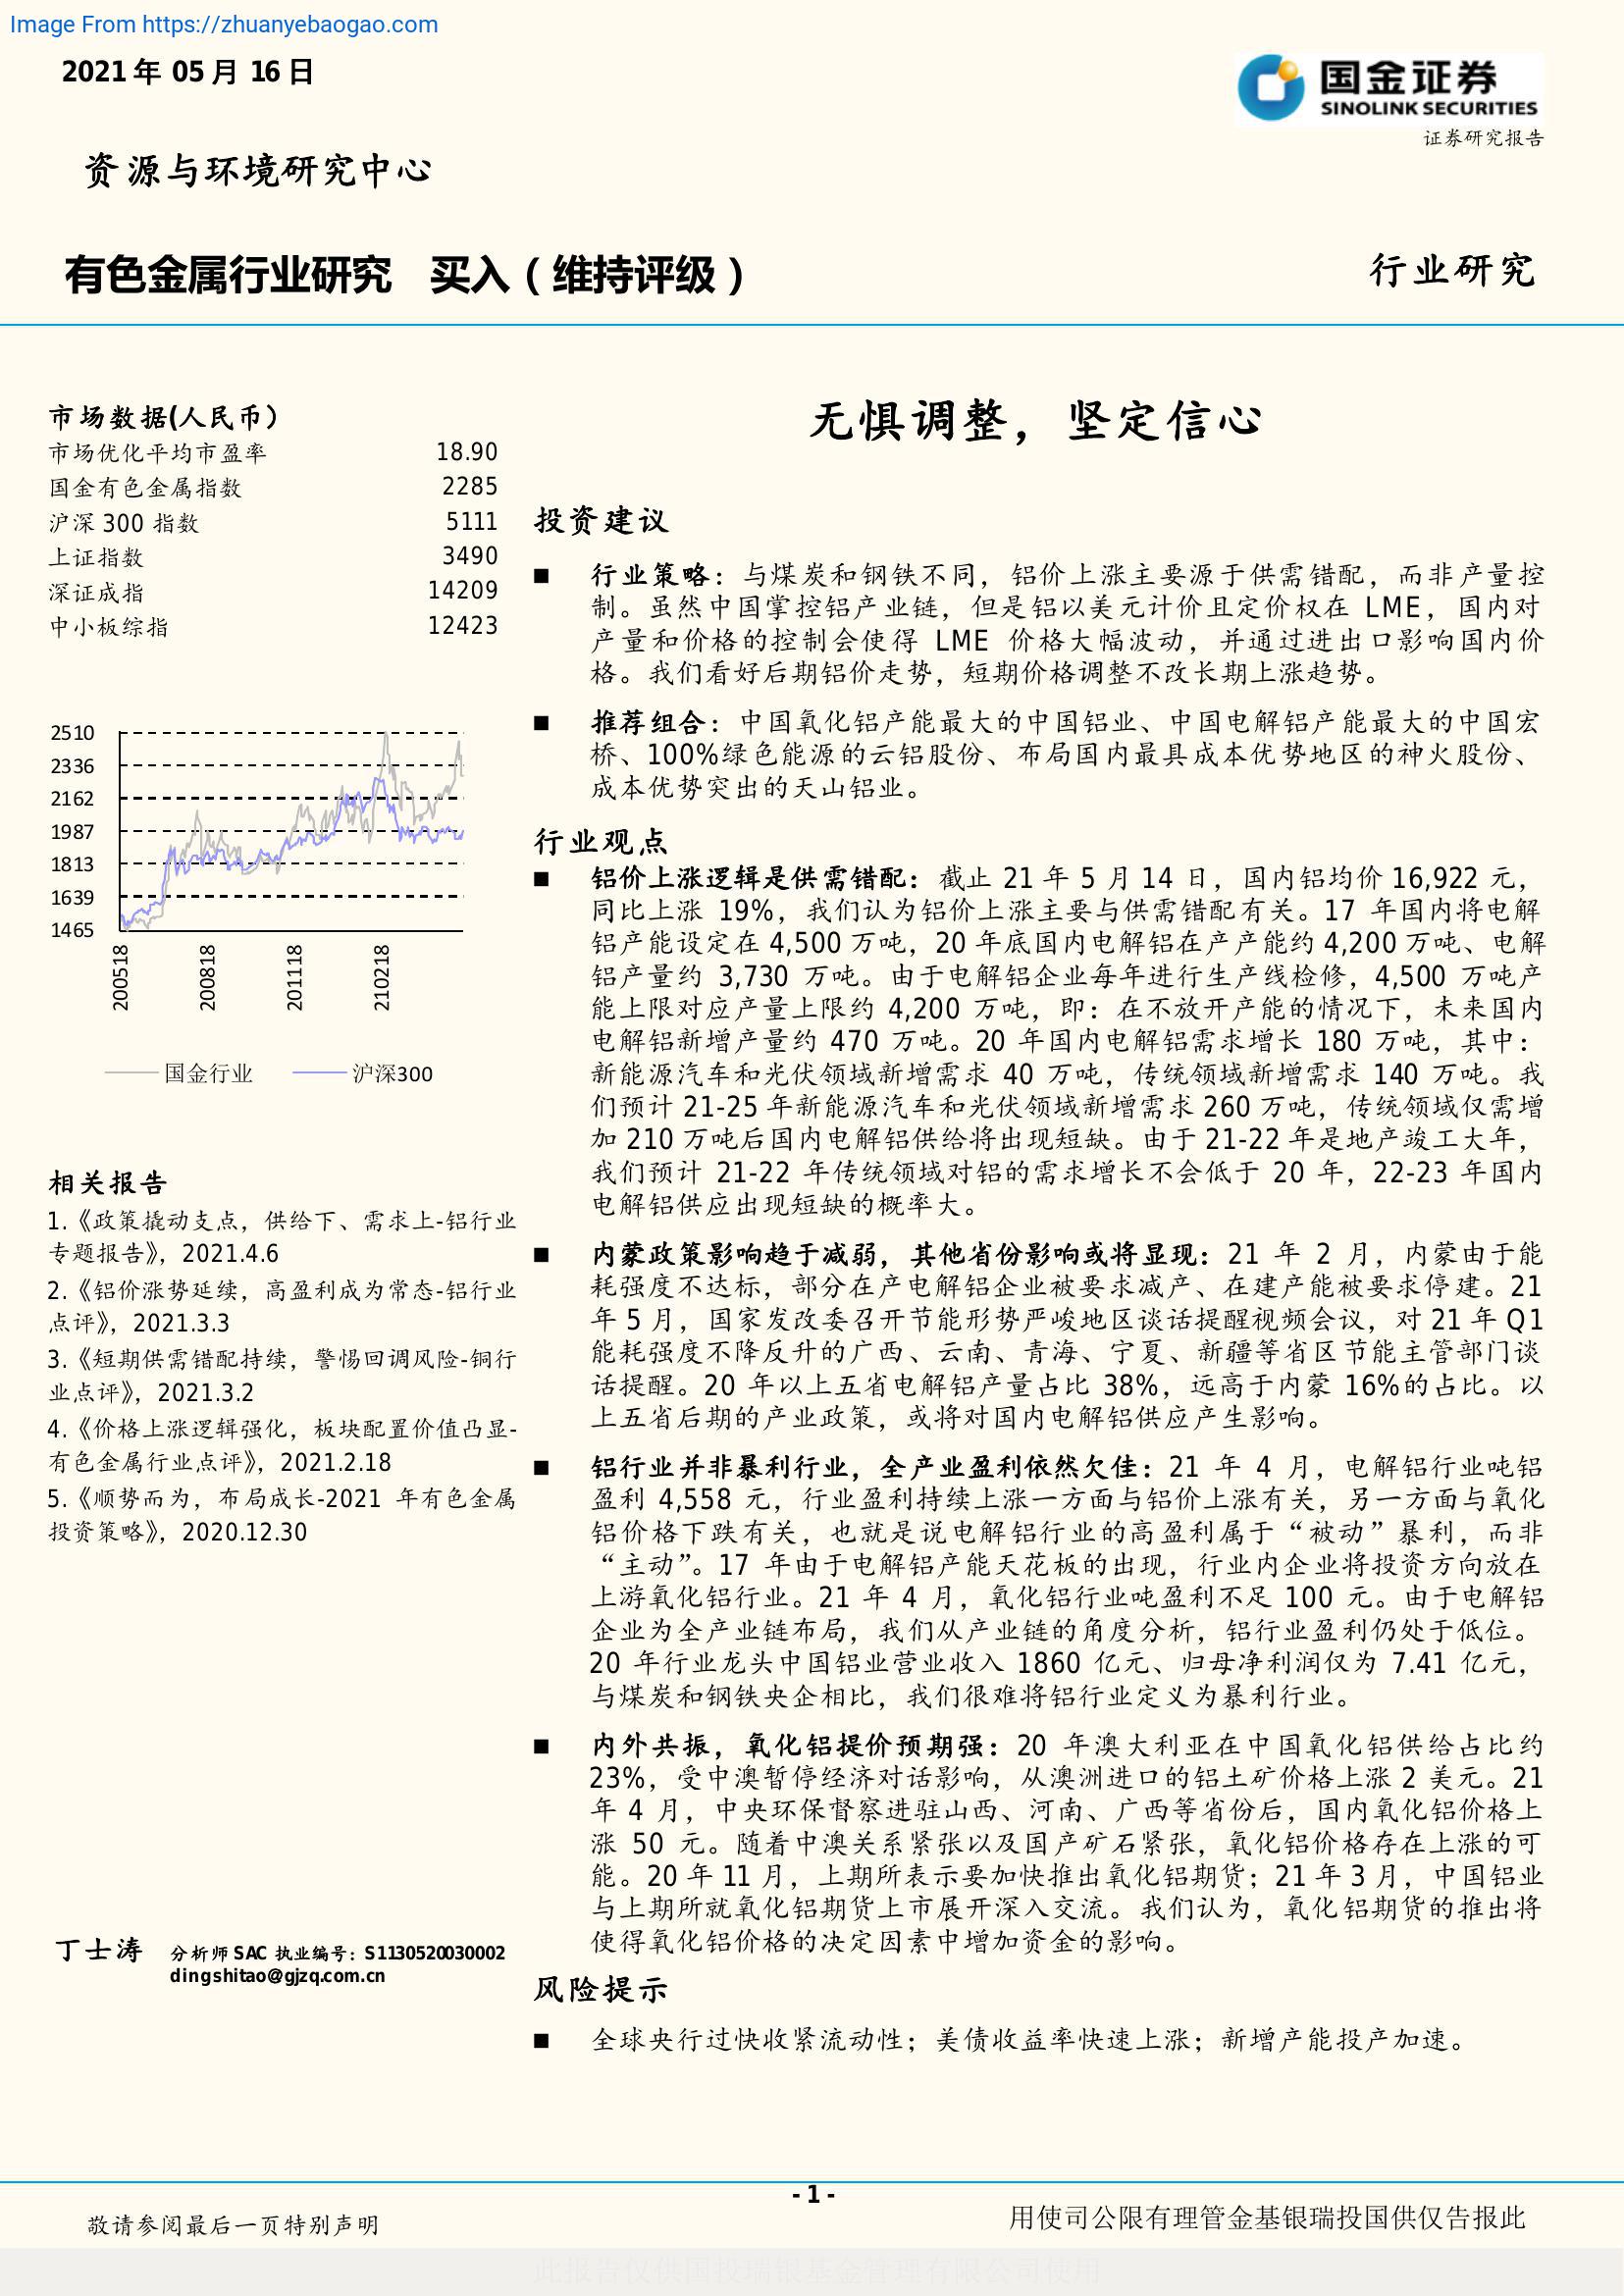 Image From https://zhuanyebaogao.com
2021 年 05 月 16 日
国金证券
SINOLINK SECURITIES
证券研究报告
资源与环境研究中心
有色金属行业研究 买入（维持评级）
行业研究
市场数据(人民币）
市场优化平均市盈率 18.90
国金有色金属指数 2285
沪深 300 指数 5111
上证指数 3490
深证成指 14209
中小板综指 12423
2510
2336
2162
1987
1813
1639
1465
200518
200818
201118
210218
国金行业 沪深300
相关报告
1.《政策撬动支点，供给下、需求上-铝行业
专题报告》，2021.4.6
2.《铝价涨势延续，高盈利成为常态-铝行业
点评》，2021.3.3
3.《短期供需错配持续，警惕回调风险-铜行
业点评》，2021.3.2
4.《价格上涨逻辑强化，板块配置价值凸显-
有色金属行业点评》，2021.2.18
5.《顺势而为，布局成长-2021 年有色金属
投资策略》，2020.12.30
丁士涛 分析师 SAC 执业编号：S1130520030002
dingshitao@gjzq.com.cn
无惧调整，坚定信心
投资建议
■ 行业策略：与煤炭和钢铁不同，铝价上涨主要源于供需错配，而非产量控
制。虽然中国掌控铝产业链，但是铝以美元计价且定价权在 LME，国内对
产量和价格的控制会使得 LME 价格大幅波动，并通过进出口影响国内价
格。我们看好后期铝价走势，短期价格调整不改长期上涨趋势。
■ 推荐组合：中国氧化铝产能最大的中国铝业、中国电解铝产能最大的中国宏
桥、100%绿色能源的云铝股份、布局国内最具成本优势地区的神火股份、
成本优势突出的天山铝业。
行业观点
■ 铝价上涨逻辑是供需错配：截止 21 年 5 月 14 日，国内铝均价 16,922 元，
同比上涨 19%，我们认为铝价上涨主要与供需错配有关。17 年国内将电解
铝产能设定在 4,500 万吨，20 年底国内电解铝在产产能约 4,200 万吨、电解
铝产量约 3,730 万吨。由于电解铝企业每年进行生产线检修，4,500 万吨产
能上限对应产量上限约 4,200 万吨，即：在不放开产能的情况下，未来国内
电解铝新增产量约 470 万吨。20 年国内电解铝需求增长 180 万吨，其中：
新能源汽车和光伏领域新增需求 40 万吨，传统领域新增需求 140 万吨。我
们预计 21-25 年新能源汽车和光伏领域新增需求 260 万吨，传统领域仅需增
加 210 万吨后国内电解铝供给将出现短缺。由于 21-22 年是地产竣工大年，
我们预计 21-22 年传统领域对铝的需求增长不会低于 20 年，22-23 年国内
电解铝供应出现短缺的概率大。
■ 内蒙政策影响趋于减弱，其他省份影响或将显现：21 年 2 月，内蒙由于能
耗强度不达标，部分在产电解铝企业被要求减产、在建产能被要求停建。21
年 5 月，国家发改委召开节能形势严峻地区谈话提醒视频会议，对 21 年 Q1
能耗强度不降反升的广西、云南、青海、宁夏、新疆等省区节能主管部门谈
话提醒。20 年以上五省电解铝产量占比 38%，远高于内蒙 16%的占比。以
上五省后期的产业政策，或将对国内电解铝供应产生影响。
■ 铝行业并非暴利行业，全产业盈利依然欠佳：21 年 4 月，电解铝行业吨铝
盈利 4,558 元，行业盈利持续上涨一方面与铝价上涨有关，另一方面与氧化
铝价格下跌有关，也就是说电解铝行业的高盈利属于“被动”暴利，而非
“主动”。17 年由于电解铝产能天花板的出现，行业内企业将投资方向放在
上游氧化铝行业。21 年 4 月，氧化铝行业吨盈利不足 100 元。由于电解铝
企业为全产业链布局，我们从产业链的角度分析，铝行业盈利仍处于低位。
20 年行业龙头中国铝业营业收入 1860 亿元、归母净利润仅为 7.41 亿元，
与煤炭和钢铁央企相比，我们很难将铝行业定义为暴利行业。
■ 内外共振，氧化铝提价预期强：20 年澳大利亚在中国氧化铝供给占比约
23%，受中澳暂停经济对话影响，从澳洲进口的铝土矿价格上涨 2 美元。21
年 4 月，中央环保督察进驻山西、河南、广西等省份后，国内氧化铝价格上
涨 50 元。随着中澳关系紧张以及国产矿石紧张，氧化铝价格存在上涨的可
能。20 年 11 月，上期所表示要加快推出氧化铝期货；21 年 3 月，中国铝业
与上期所就氧化铝期货上市展开深入交流。我们认为，氧化铝期货的推出将
使得氧化铝价格的决定因素中增加资金的影响。
风险提示
■ 全球央行过快收紧流动性；美债收益率快速上涨；新增产能投产加速。
- 1 -
敬请参阅最后一页特别声明
用使司公限有理管金基银瑞投国供仅告报此
此报告仅供国投瑞银基金管理有限公司使用